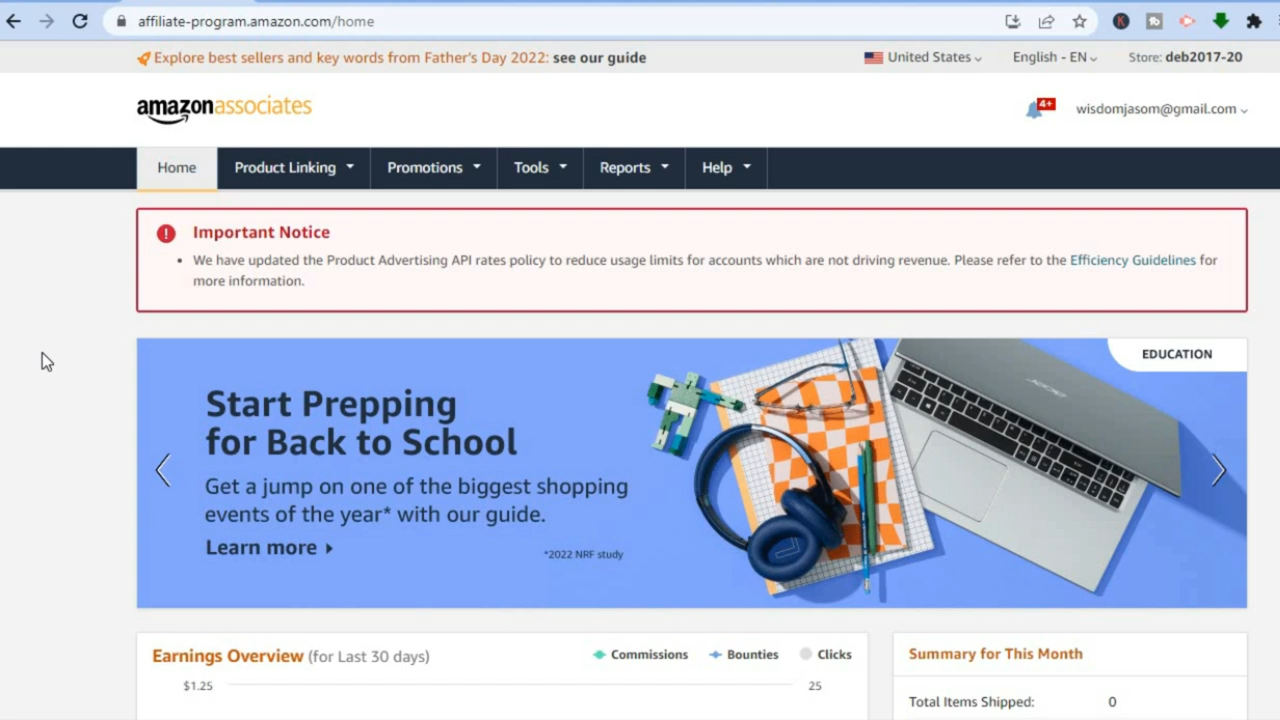 affiliate-program.amazon.com/home
Explore best sellers and key words from Father's Day 2022: see our guide
United States
English - EN
Store: deb2017-20
amazonassociates
4+
wisdomjasom@gmail.com
Home
Product Linking
Promotions
Tools
Reports
Help
Important Notice
• We have updated the Product Advertising API rates policy to reduce usage limits for accounts which are not driving revenue. Please refer to the Efficiency Guidelines for
more information.
EDUCATION
Start Prepping
for Back to School
Get a jump on one of the biggest shopping
events of the year* with our guide.
Learn more
*2022 NRF study
acer
Earnings Overview (for Last 30 days)
Commissions
Bounties
Clicks
Summary for This Month
$1.25
25
Total Items Shipped:
0